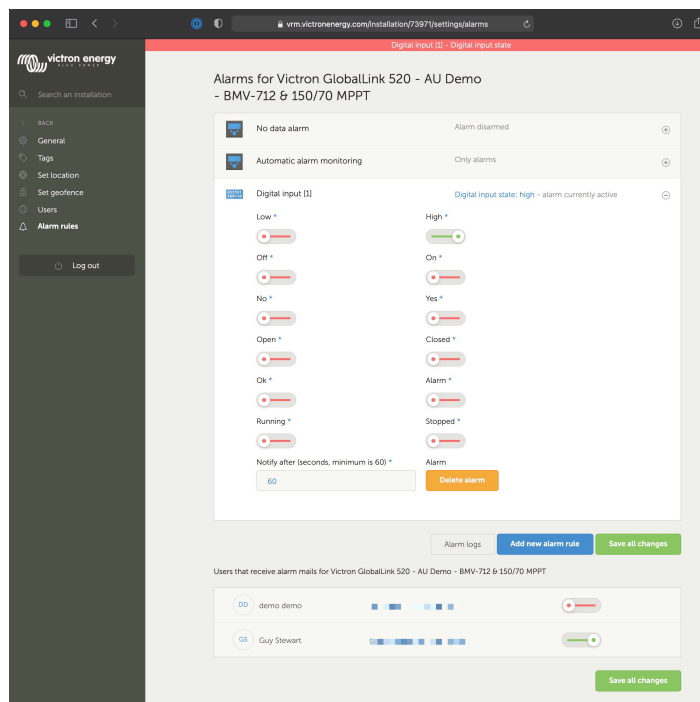 vrm.victronenergy.com/installation/73971/settings/alarms
Digital input [1] - Digital input state
victron energy
BLUE POWER
Search an installation
BACK
General
Tags
Set location
Set geofence
Users
Alarm rules
Log out
Alarms for Victron GlobalLink 520 - AU Demo
- BMV-712 & 150/70 MPPT
No data alarm Alarm disarmed
Automatic alarm monitoring Only alarms
Digital input [1] Digital input state: high - alarm currently active
Low * High *
Off * On *
No * Yes *
Open * Closed *
Ok * Alarm *
Running * Stopped *
Notify after (seconds, minimum is 60) * Alarm
60 Delete alarm
Alarm logs Add new alarm rule Save all changes
Users that receive alarm mails for Victron GlobalLink 520 - AU Demo - BMV-712 & 150/70 MPPT
DD demo demo
GS Guy Stewart
Save all changes